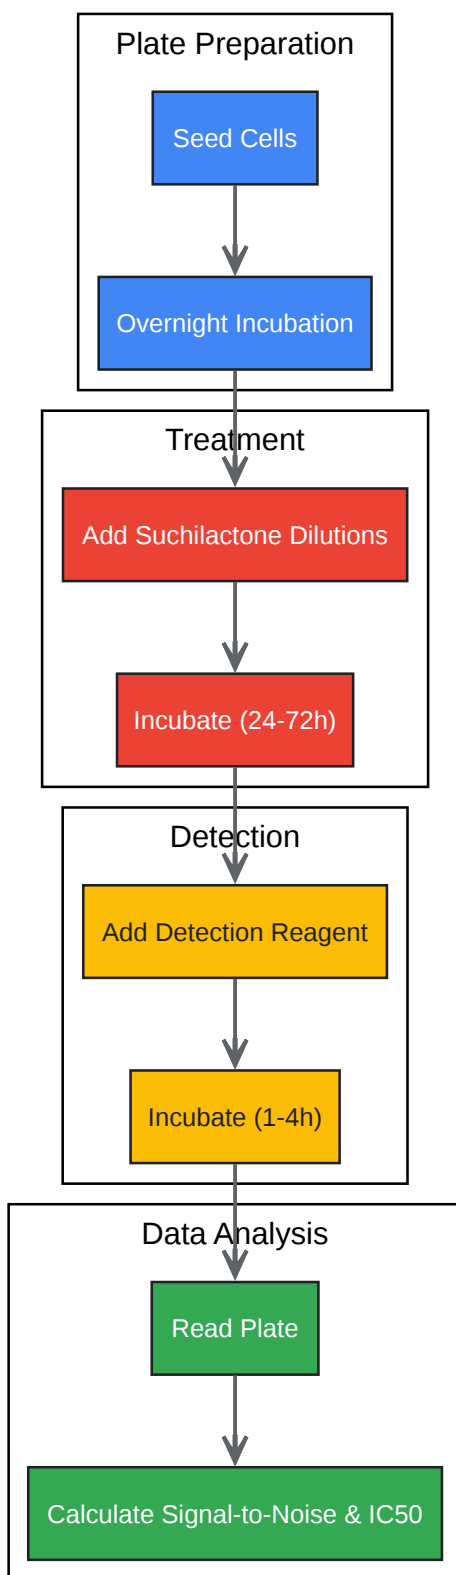 Plate Preparation
Seed Cells
Overnight Incubation
Treatment
Add Suchilactone Dilutions
Incubate (24-72h)
Detection
Add Detection Reagent
Incubate (1-4h)
Data Analysis
Read Plate
Calculate Signal-to-Noise & IC50